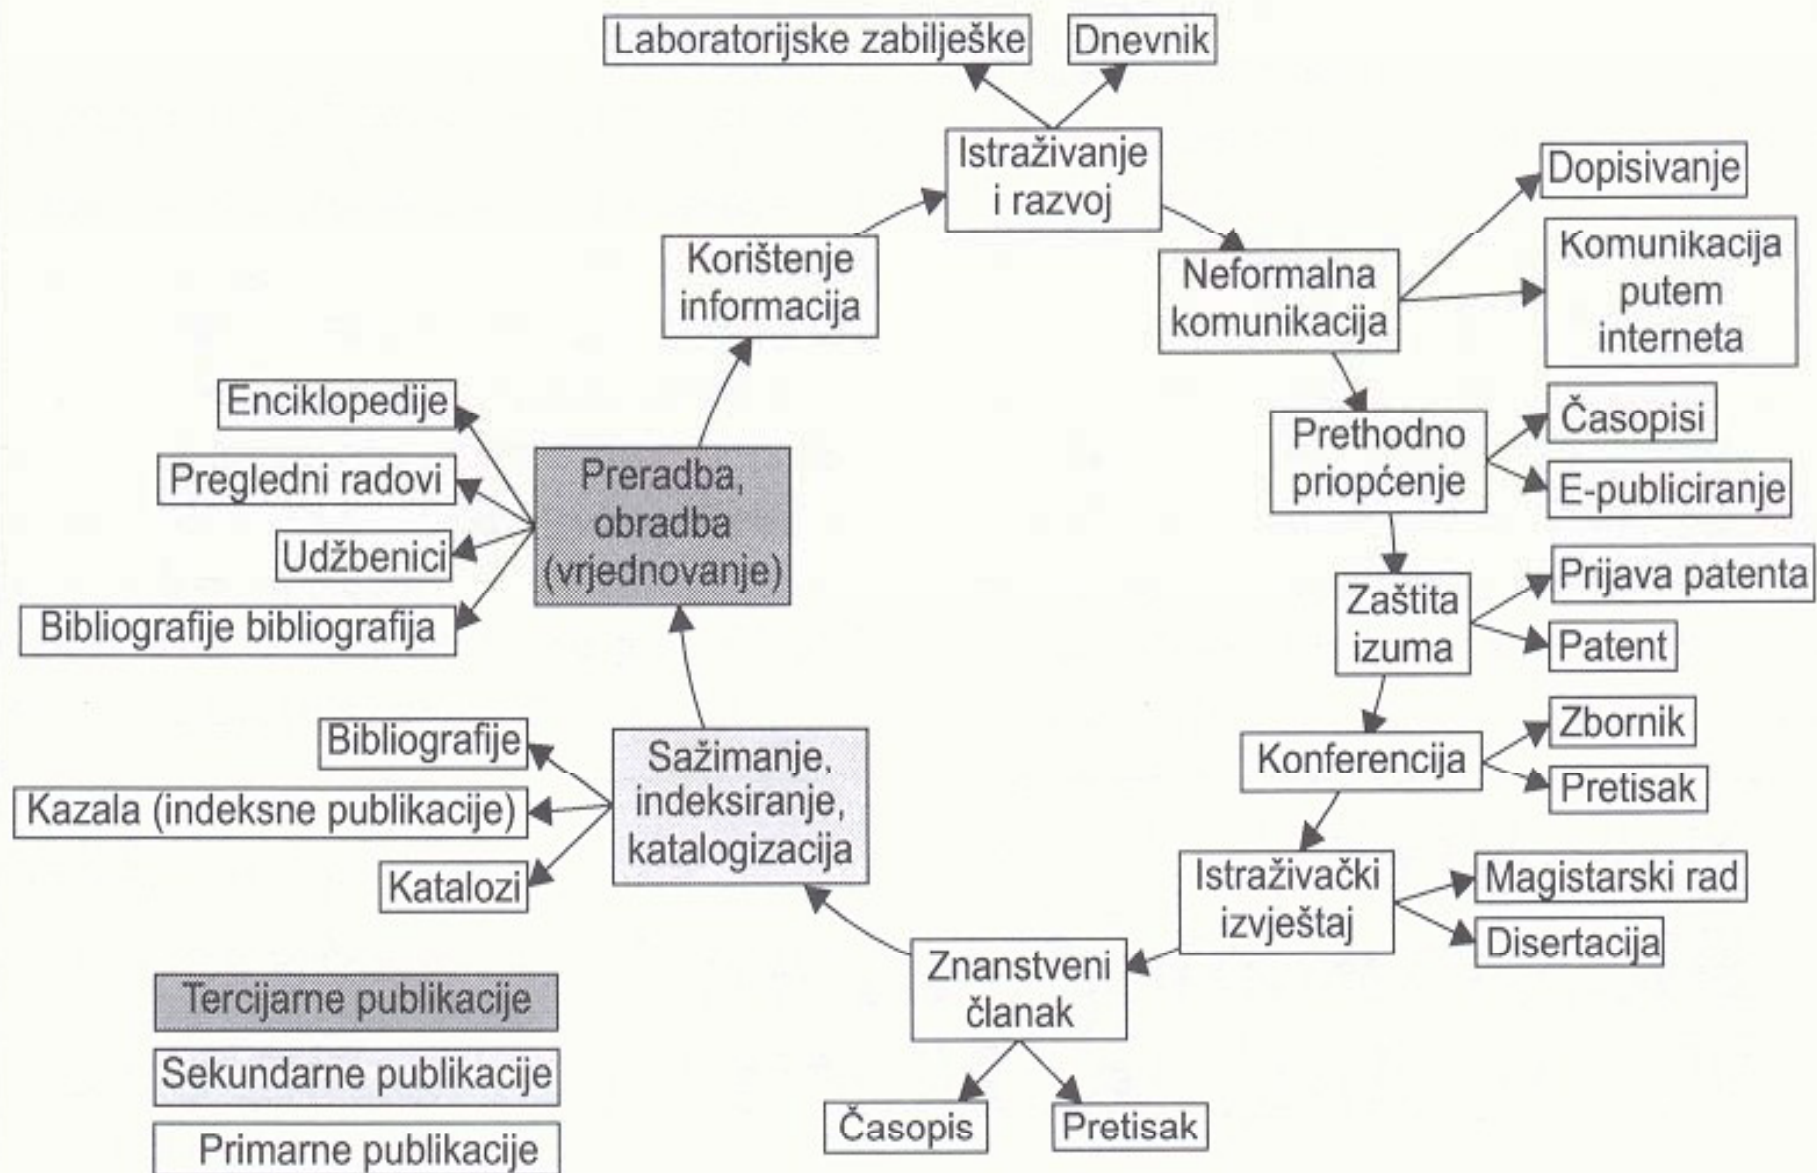 Laboratorijske zabilješke
Dnevnik
Istraživanje
i razvoj
Dopisivanje
Komunikacija
putem
interneta
Neformalna
komunikacija
Korištenje
informacija
Prethodno
priopćenje
Časopisi
E-publiciranje
Enciklopedije
Pregledni radovi
Udžbenici
Bibliografije bibliografija
Preradba,
obradba
(vrjednovanje)
Zaštita
izuma
Prijava patenta
Patent
Konferencija
Zbornik
Pretisak
Bibliografije
Kazala (indeksne publikacije)
Katalozi
Sažimanje,
indeksiranje,
katalogizacija
Istraživački
izvještaj
Magistarski rad
Disertacija
Znanstveni
članak
Časopis
Pretisak
Tercijarne publikacije
Sekundarne publikacije
Primarne publikacije